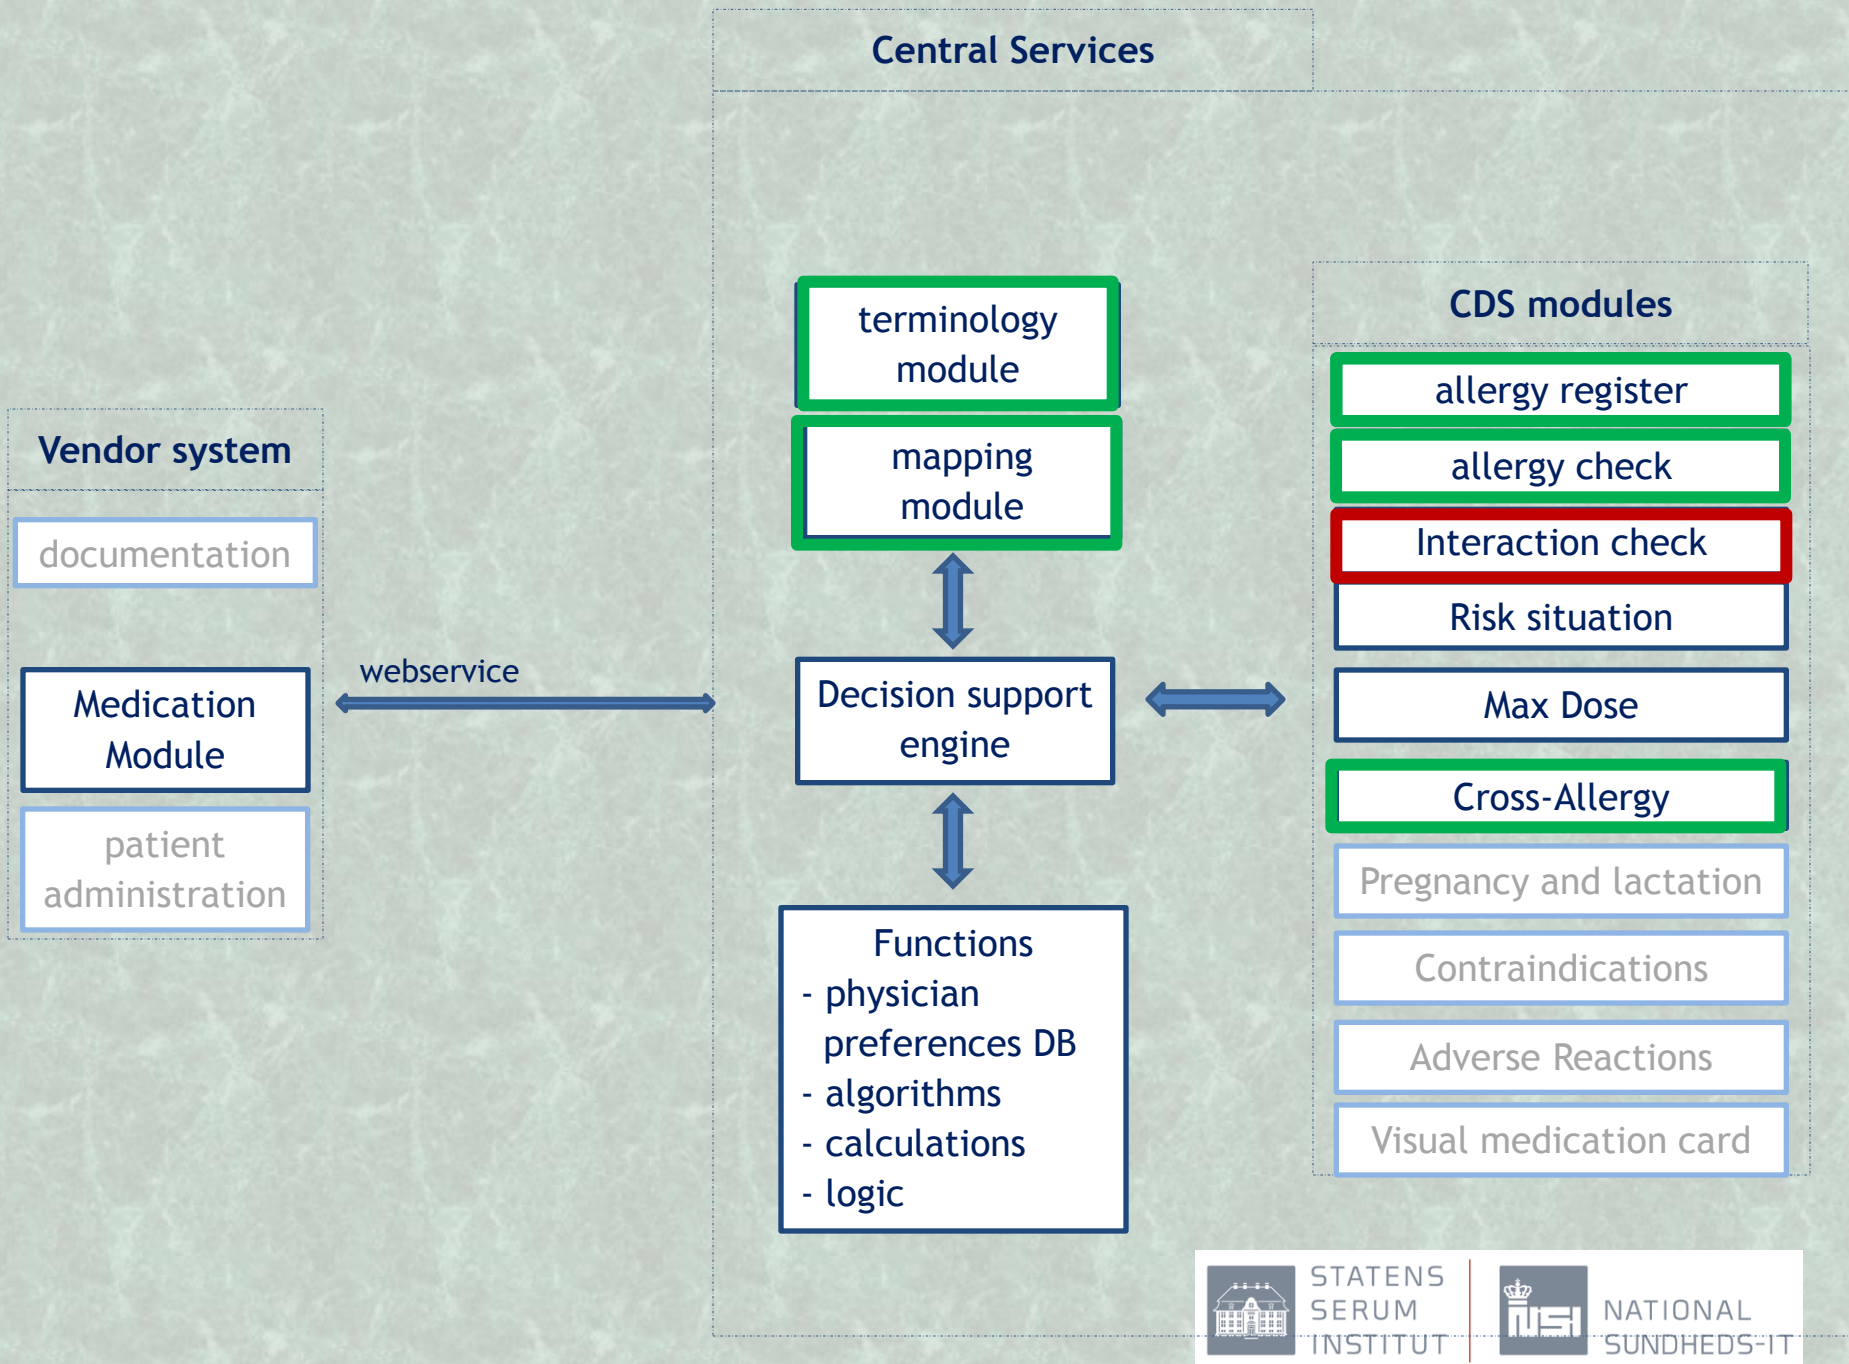 Central Services
Vendor system
documentation
Medication
Module
patient
administration
webservice
terminology
module
mapping
module
Decision support
engine
Functions
- physician
preferences DB
- algorithms
- calculations
- logic
CDS modules
allergy register
allergy check
Interaction check
Risk situation
Max Dose
Cross-Allergy
Pregnancy and lactation
Contraindications
Adverse Reactions
Visual medication card
STATENS
SERUM
INSTITUT
NSI
NATIONAL
SUNDHEDS-IT